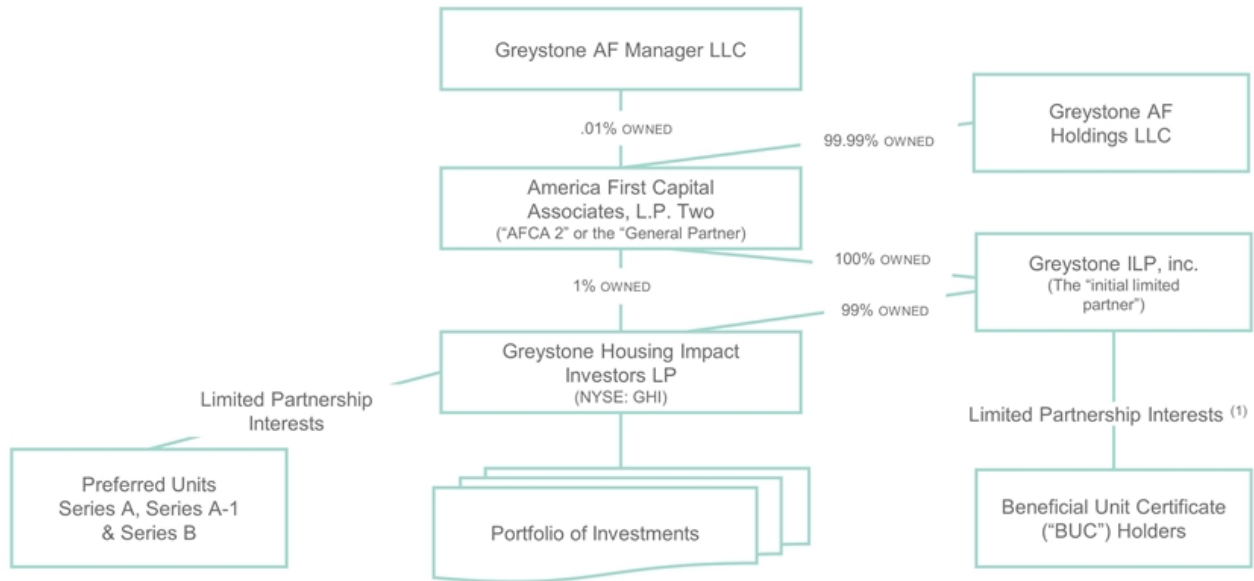 Greystone AF Manager LLC
.01% OWNED
99.99% OWNED
Greystone AF
Holdings LLC
America First Capital
Associates, L.P. Two
(“AFCA 2” or the “General Partner)
100% OWNED
1% OWNED
Greystone ILP, inc.
(The “initial limited
partner”)
99% OWNED
Greystone Housing Impact
Investors LP
(NYSE: GHI)
Limited Partnership
Interests
Limited Partnership Interests (1)
Preferred Units
Series A, Series A-1
& Series B
Portfolio of Investments
Beneficial Unit Certificate
(“BUC”) Holders